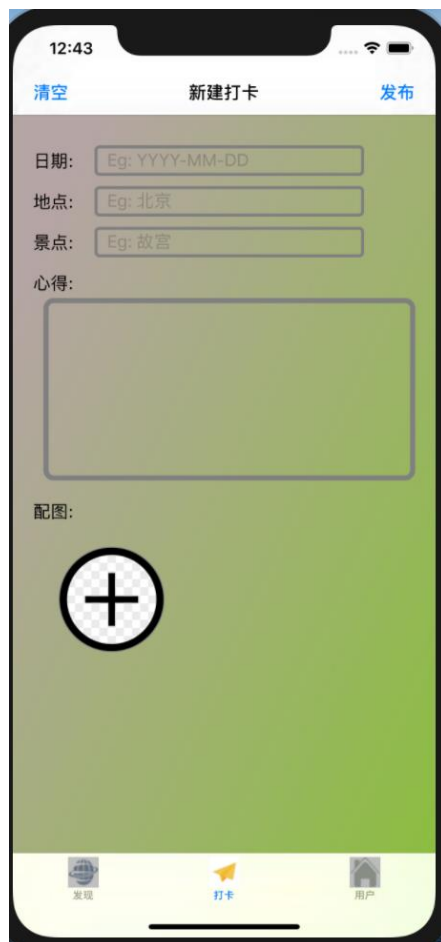 12:43
清空 新建打卡 发布
日期: Eg: YYYY-MM-DD
地点: Eg: 北京
景点: Eg: 故宫
心得:
配图:
发现 打卡 用户